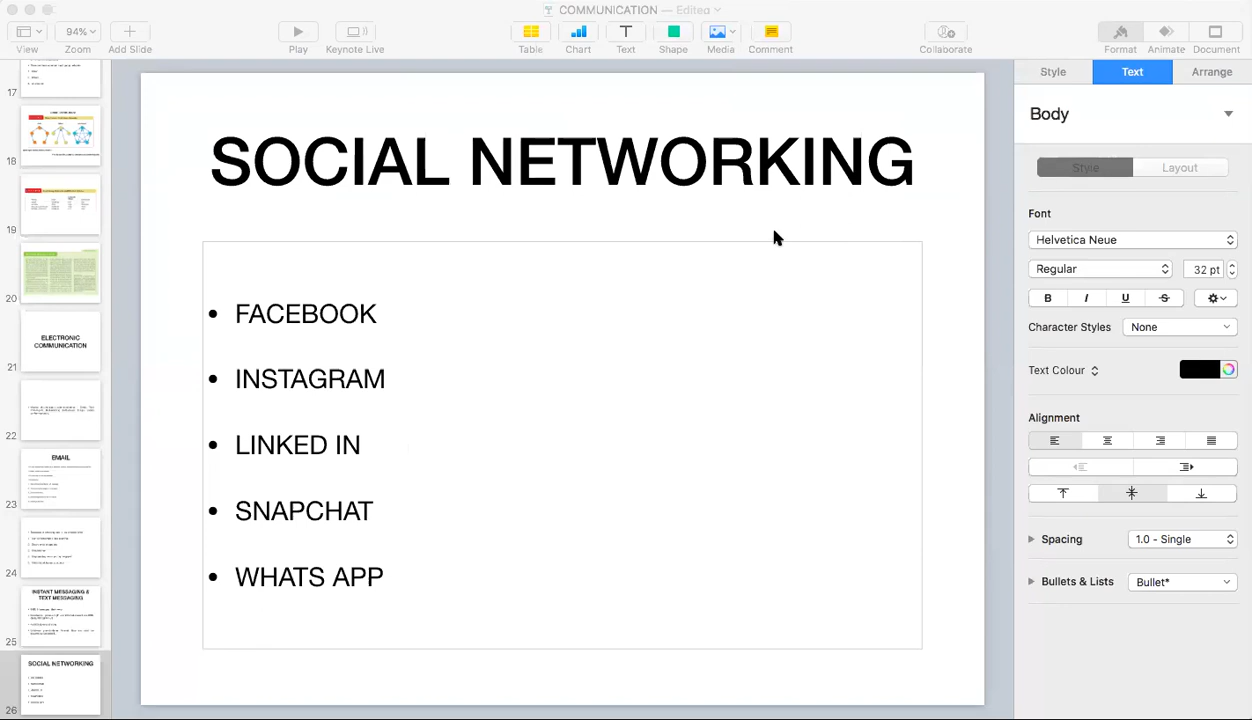 COMMUNICATION — Edited
View
94%
Zoom
Add Slide
Play
Keynote Live
Table
Chart
Text
Shape
Media
Comment
Collaborate
Format
Animate
Document
17
18
19
20
ELECTRONIC
COMMUNICATION
21
22
EMAIL
23
24
INSTANT MESSAGING &
TEXT MESSAGING
25
SOCIAL NETWORKING
26
SOCIAL NETWORKING
• FACEBOOK
• INSTAGRAM
• LINKED IN
• SNAPCHAT
• WHATS APP
Style
Text
Arrange
Body
Style
Layout
Font
Helvetica Neue
Regular
32 pt
B I U S
Character Styles
None
Text Colour
Alignment
Spacing
1.0 - Single
Bullets & Lists
Bullet*